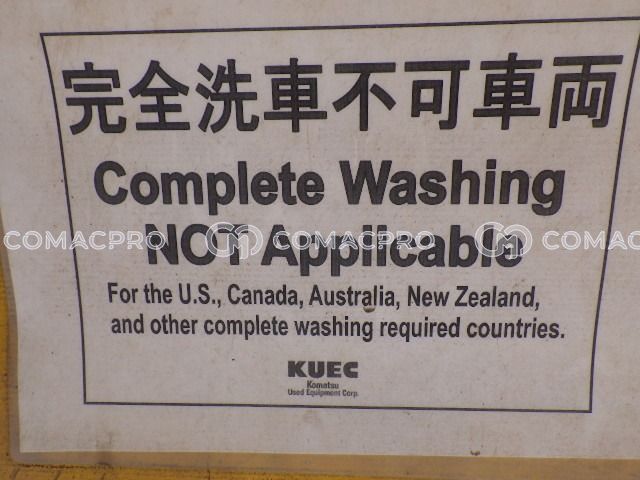 完全洗車不可車両
Complete Washing
NOT Applicable
COMACPRO COMACPRO COMACPRO
For the U.S., Canada, Australia, New Zealand,
and other complete washing required countries.
KUEC
Komatsu
Used Equipment Corp.